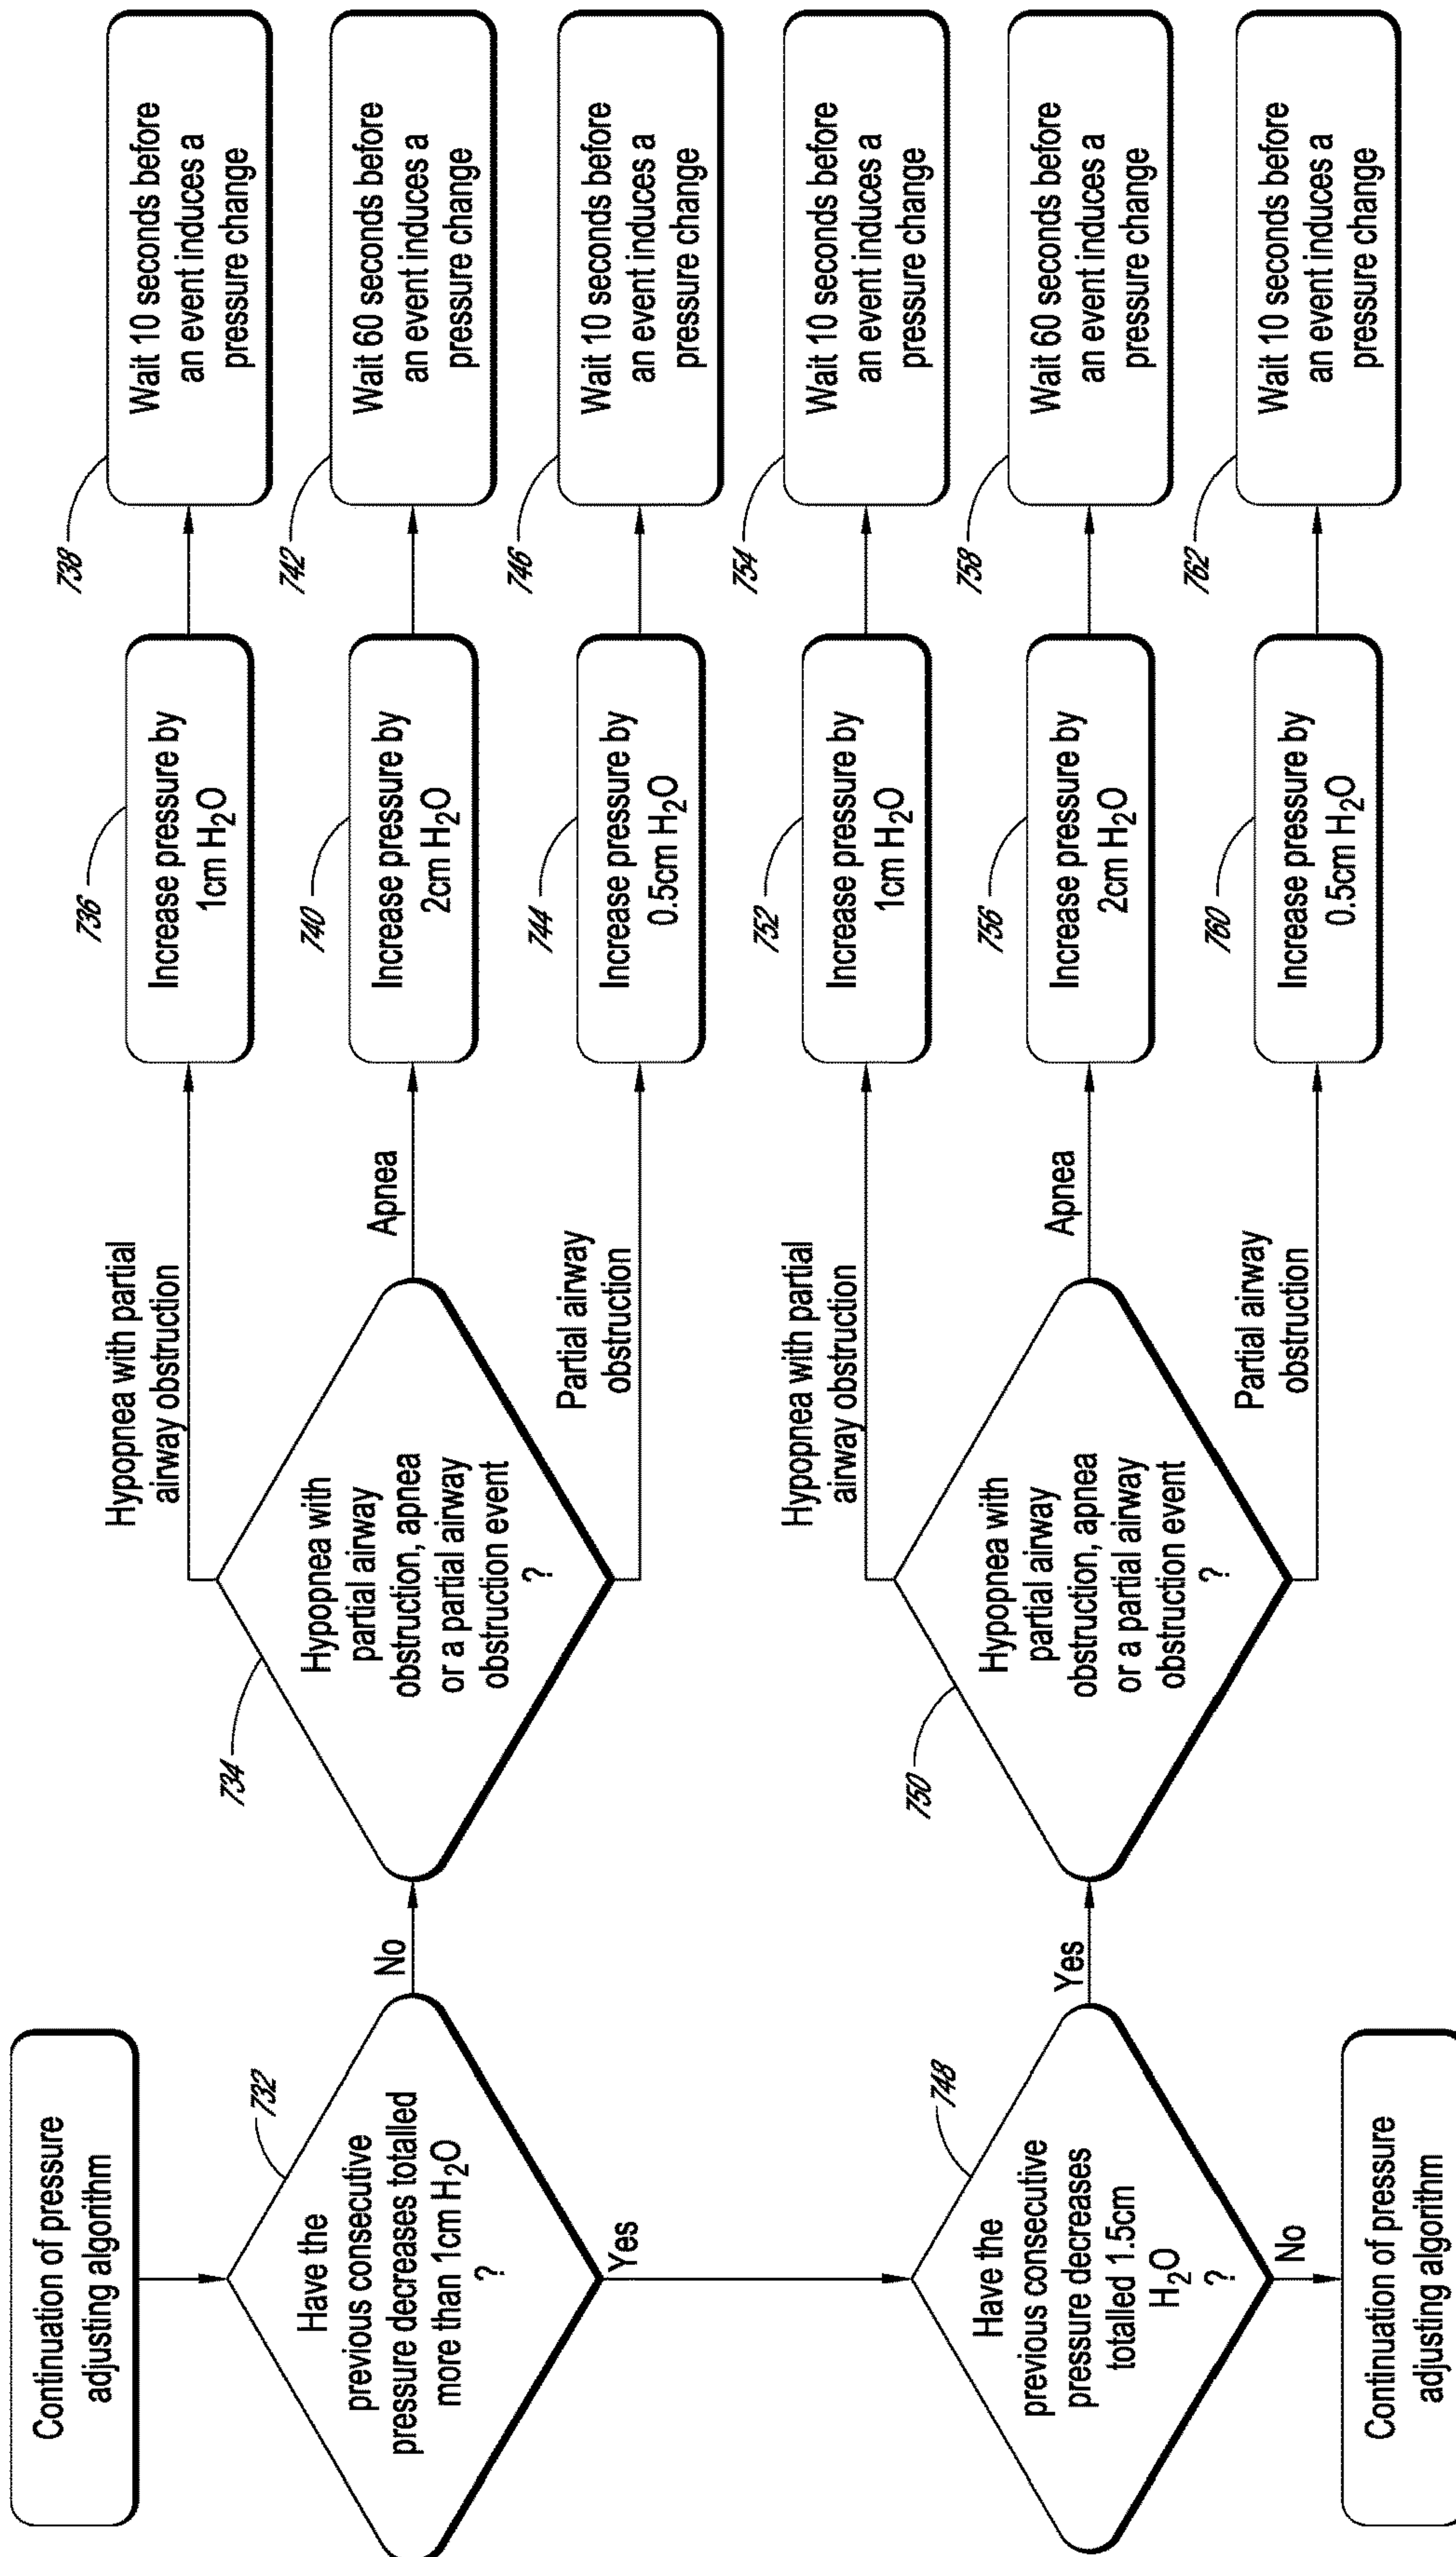 Continuation of pressure
adjusting algorithm
732
Have the
previous consecutive
pressure decreases totalled
more than 1cm H₂O
?
No
Yes
734
Hypopnea with
partial airway
obstruction, apnea
or a partial airway
obstruction event
?
Hypopnea with partial
airway obstruction
736
Increase pressure by
1cm H₂O
738
Wait 10 seconds before
an event induces a
pressure change
Apnea
740
Increase pressure by
2cm H₂O
742
Wait 60 seconds before
an event induces a
pressure change
Partial airway
obstruction
744
Increase pressure by
0.5cm H₂O
746
Wait 10 seconds before
an event induces a
pressure change
748
Have the
previous consecutive
pressure decreases
totalled 1.5cm
H₂O
?
Yes
No
750
Hypopnea with
partial airway
obstruction, apnea
or a partial airway
obstruction event
?
Hypopnea with partial
airway obstruction
752
Increase pressure by
1cm H₂O
754
Wait 10 seconds before
an event induces a
pressure change
Apnea
756
Increase pressure by
2cm H₂O
758
Wait 60 seconds before
an event induces a
pressure change
Partial airway
obstruction
760
Increase pressure by
0.5cm H₂O
762
Wait 10 seconds before
an event induces a
pressure change
Continuation of pressure
adjusting algorithm